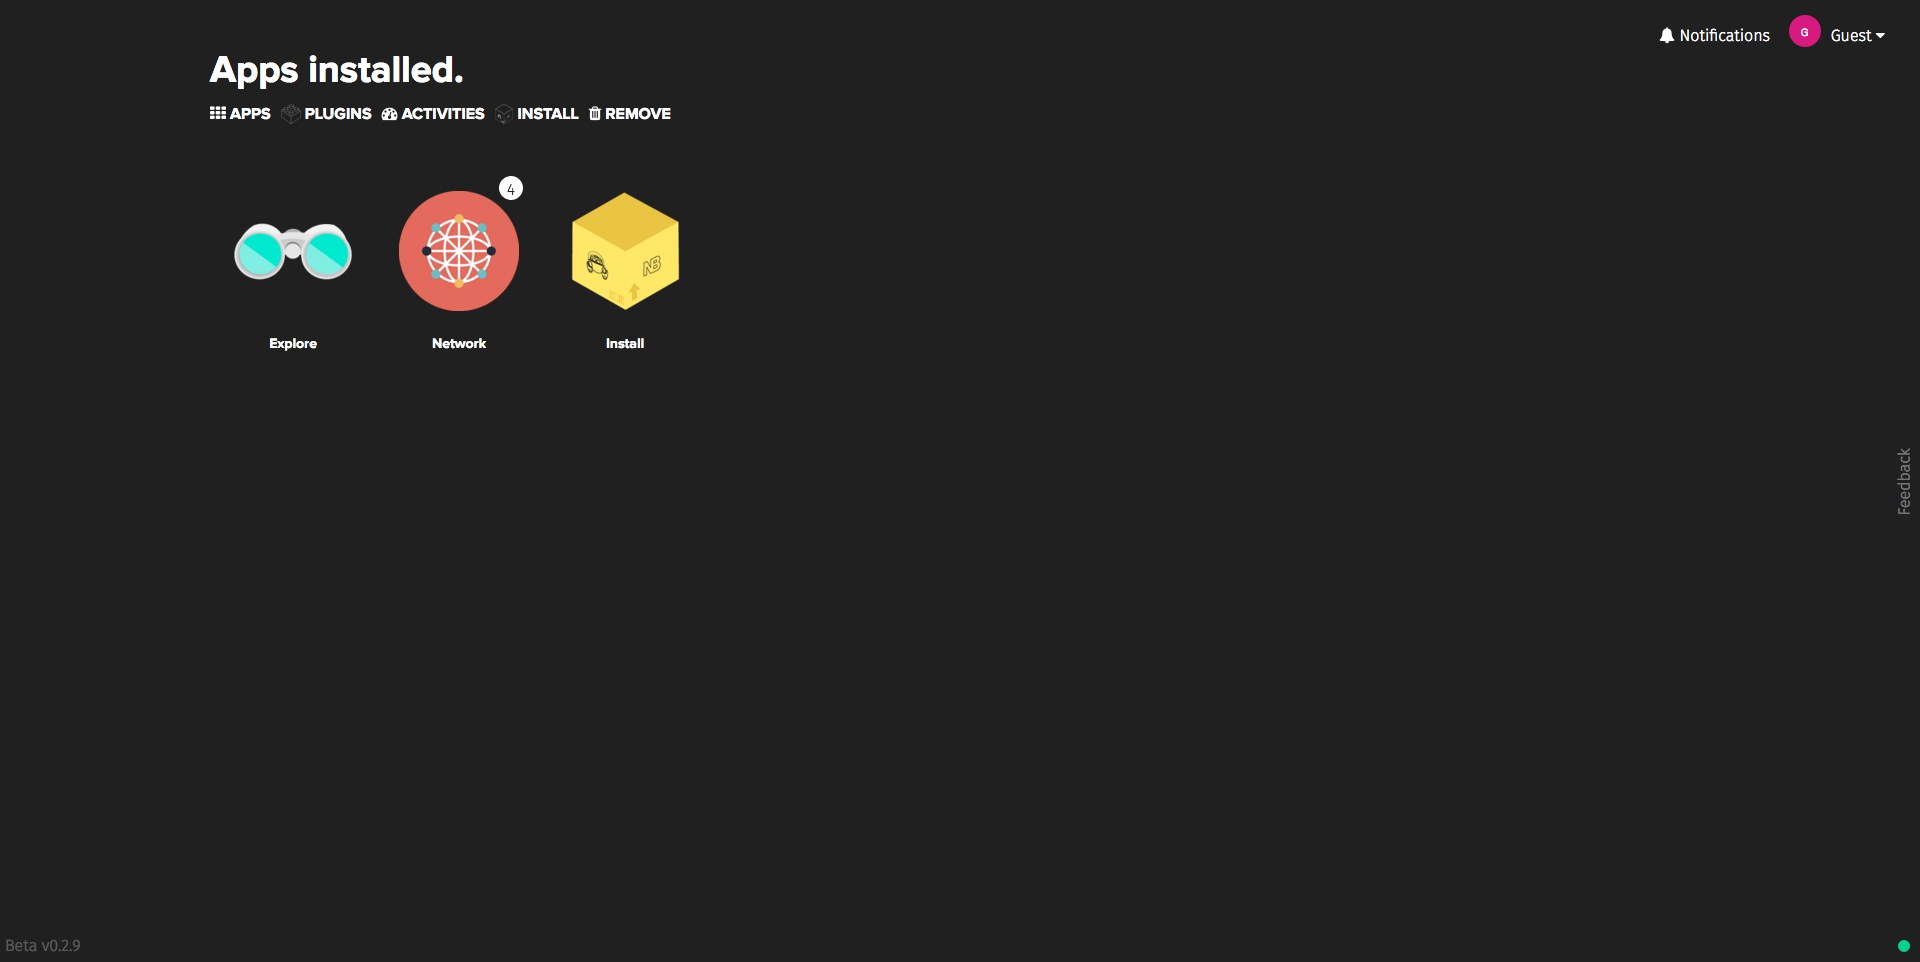 Notifications
G
Guest
Apps installed.
APPS PLUGINS ACTIVITIES INSTALL REMOVE
4
NB
Explore
Network
Install
Feedback
Beta v0.2.9